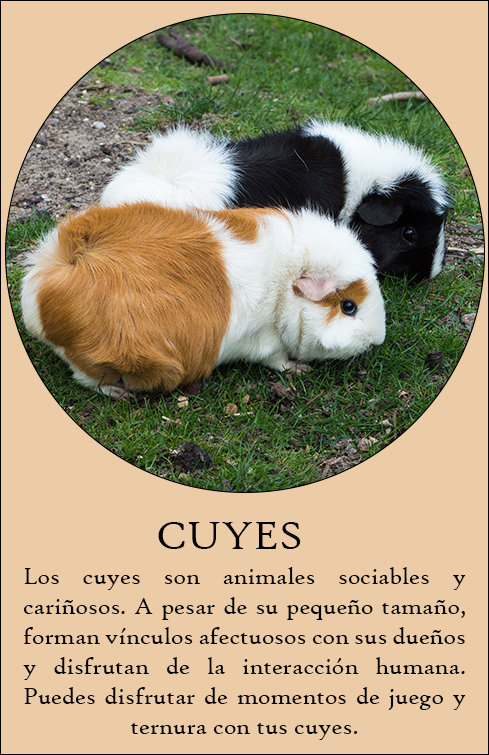 CUYES
Los cuyes son animales sociables y
cariñosos. A pesar de su pequeño tamaño,
forman vínculos afectuosos con sus dueños
y disfrutan de la interacción humana.
Puedes disfrutar de momentos de juego y
ternura con tus cuyes.